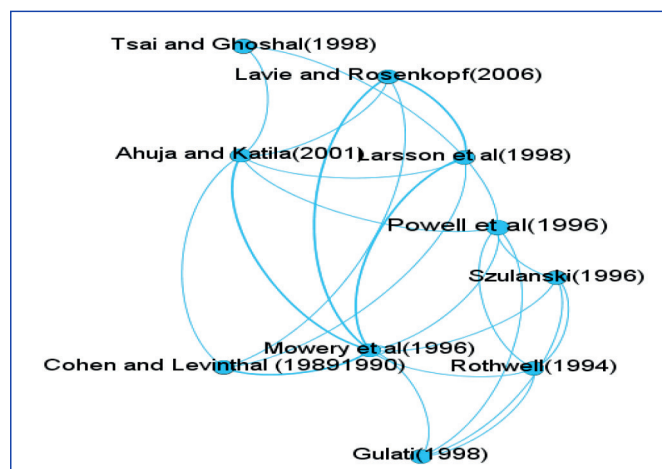 Tsai and Ghoshal(1998)
Lavie and Rosenkopf(2006)
Ahuja and Katila(2001)
Larsson et al(1998)
Powell et al(1996)
Szulanski(1996)
Mowery et al(1996)
Cohen and Levinthal (19891990)
Rothwell(1994)
Gulati(1998)